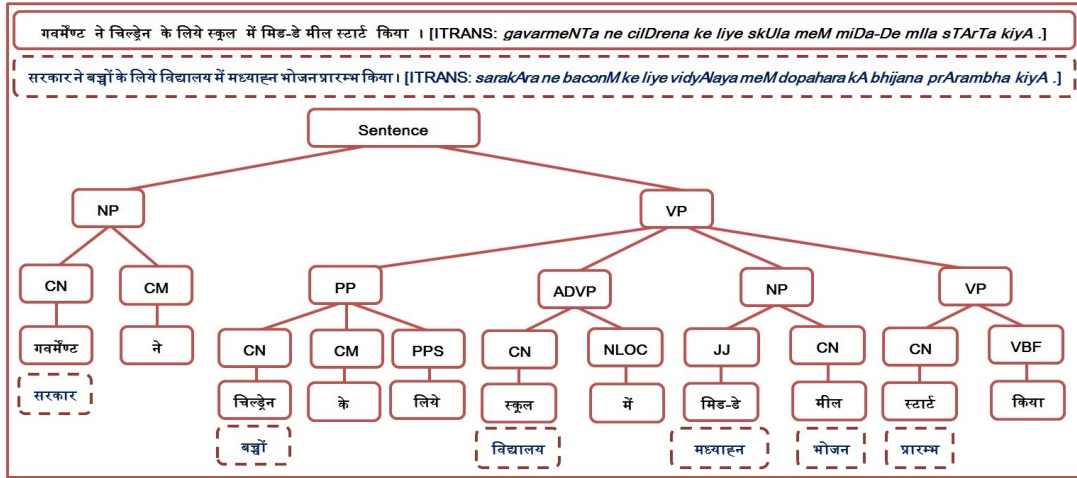 गवर्मेंण्ट ने चिल्ड्रेन के लिये स्कूल में मिड-डे मील स्टार्ट किया । [ITRANS: gavarmeNTa ne cilDrena ke liye skUla meM miDa-De mIla sTArTa kiyA .]
सरकार ने बच्चों के लिये विद्यालय में मध्याह्न भोजन प्रारम्भ किया। [ITRANS: sarakAra ne baconM ke liye vidyAlaya meM dopahara kA bhijana prArambha kiyA .]
Sentence
NP VP
CN CM PP ADVP NP VP
गवर्मेंण्ट ने CN CM PPS CN NLOC JJ CN CN VBF
सरकार चिल्ड्रेन के लिये स्कूल में मिड-डे मील स्टार्ट किया
बच्चों विद्यालय मध्याह्न भोजन प्रारम्भ